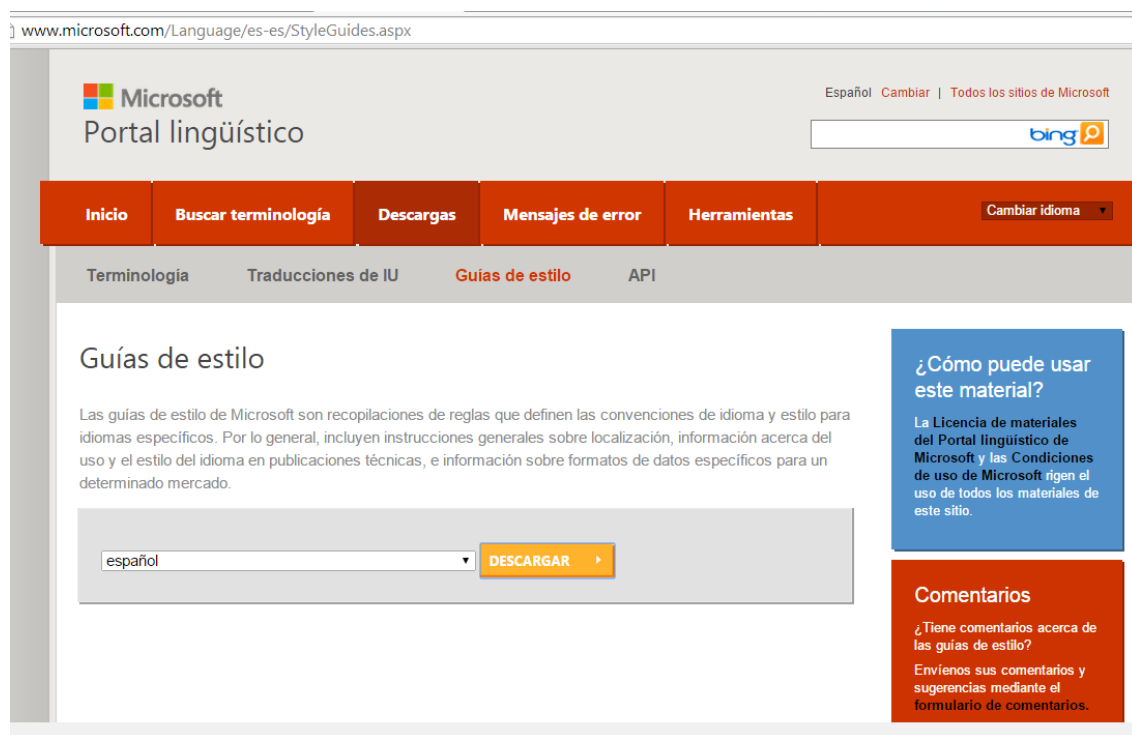 www.microsoft.com/Language/es-es/StyleGuides.aspx
Microsoft
Portal lingüístico
Español Cambiar | Todos los sitios de Microsoft
bing
Inicio Buscar terminología Descargas Mensajes de error Herramientas Cambiar idioma
Terminología Traducciones de IU Guías de estilo API
Guías de estilo
Las guías de estilo de Microsoft son recopilaciones de reglas que definen las convenciones de idioma y estilo para
idiomas específicos. Por lo general, incluyen instrucciones generales sobre localización, información acerca del
uso y el estilo del idioma en publicaciones técnicas, e información sobre formatos de datos específicos para un
determinado mercado.
español DESCARGAR
¿Cómo puede usar
este material?
La Licencia de materiales
del Portal lingüístico de
Microsoft y las Condiciones
de uso de Microsoft rigen el
uso de todos los materiales de
este sitio.
Comentarios
¿Tiene comentarios acerca de
las guías de estilo?
Envíenos sus comentarios y
sugerencias mediante el
formulario de comentarios.